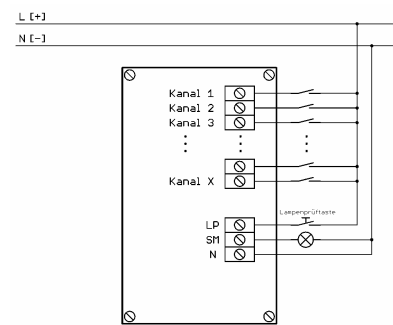 L [+]
N [-]
Kanal 1
Kanal 2
Kanal 3
Kanal X
Lampenprüftaste
LP
SM
N